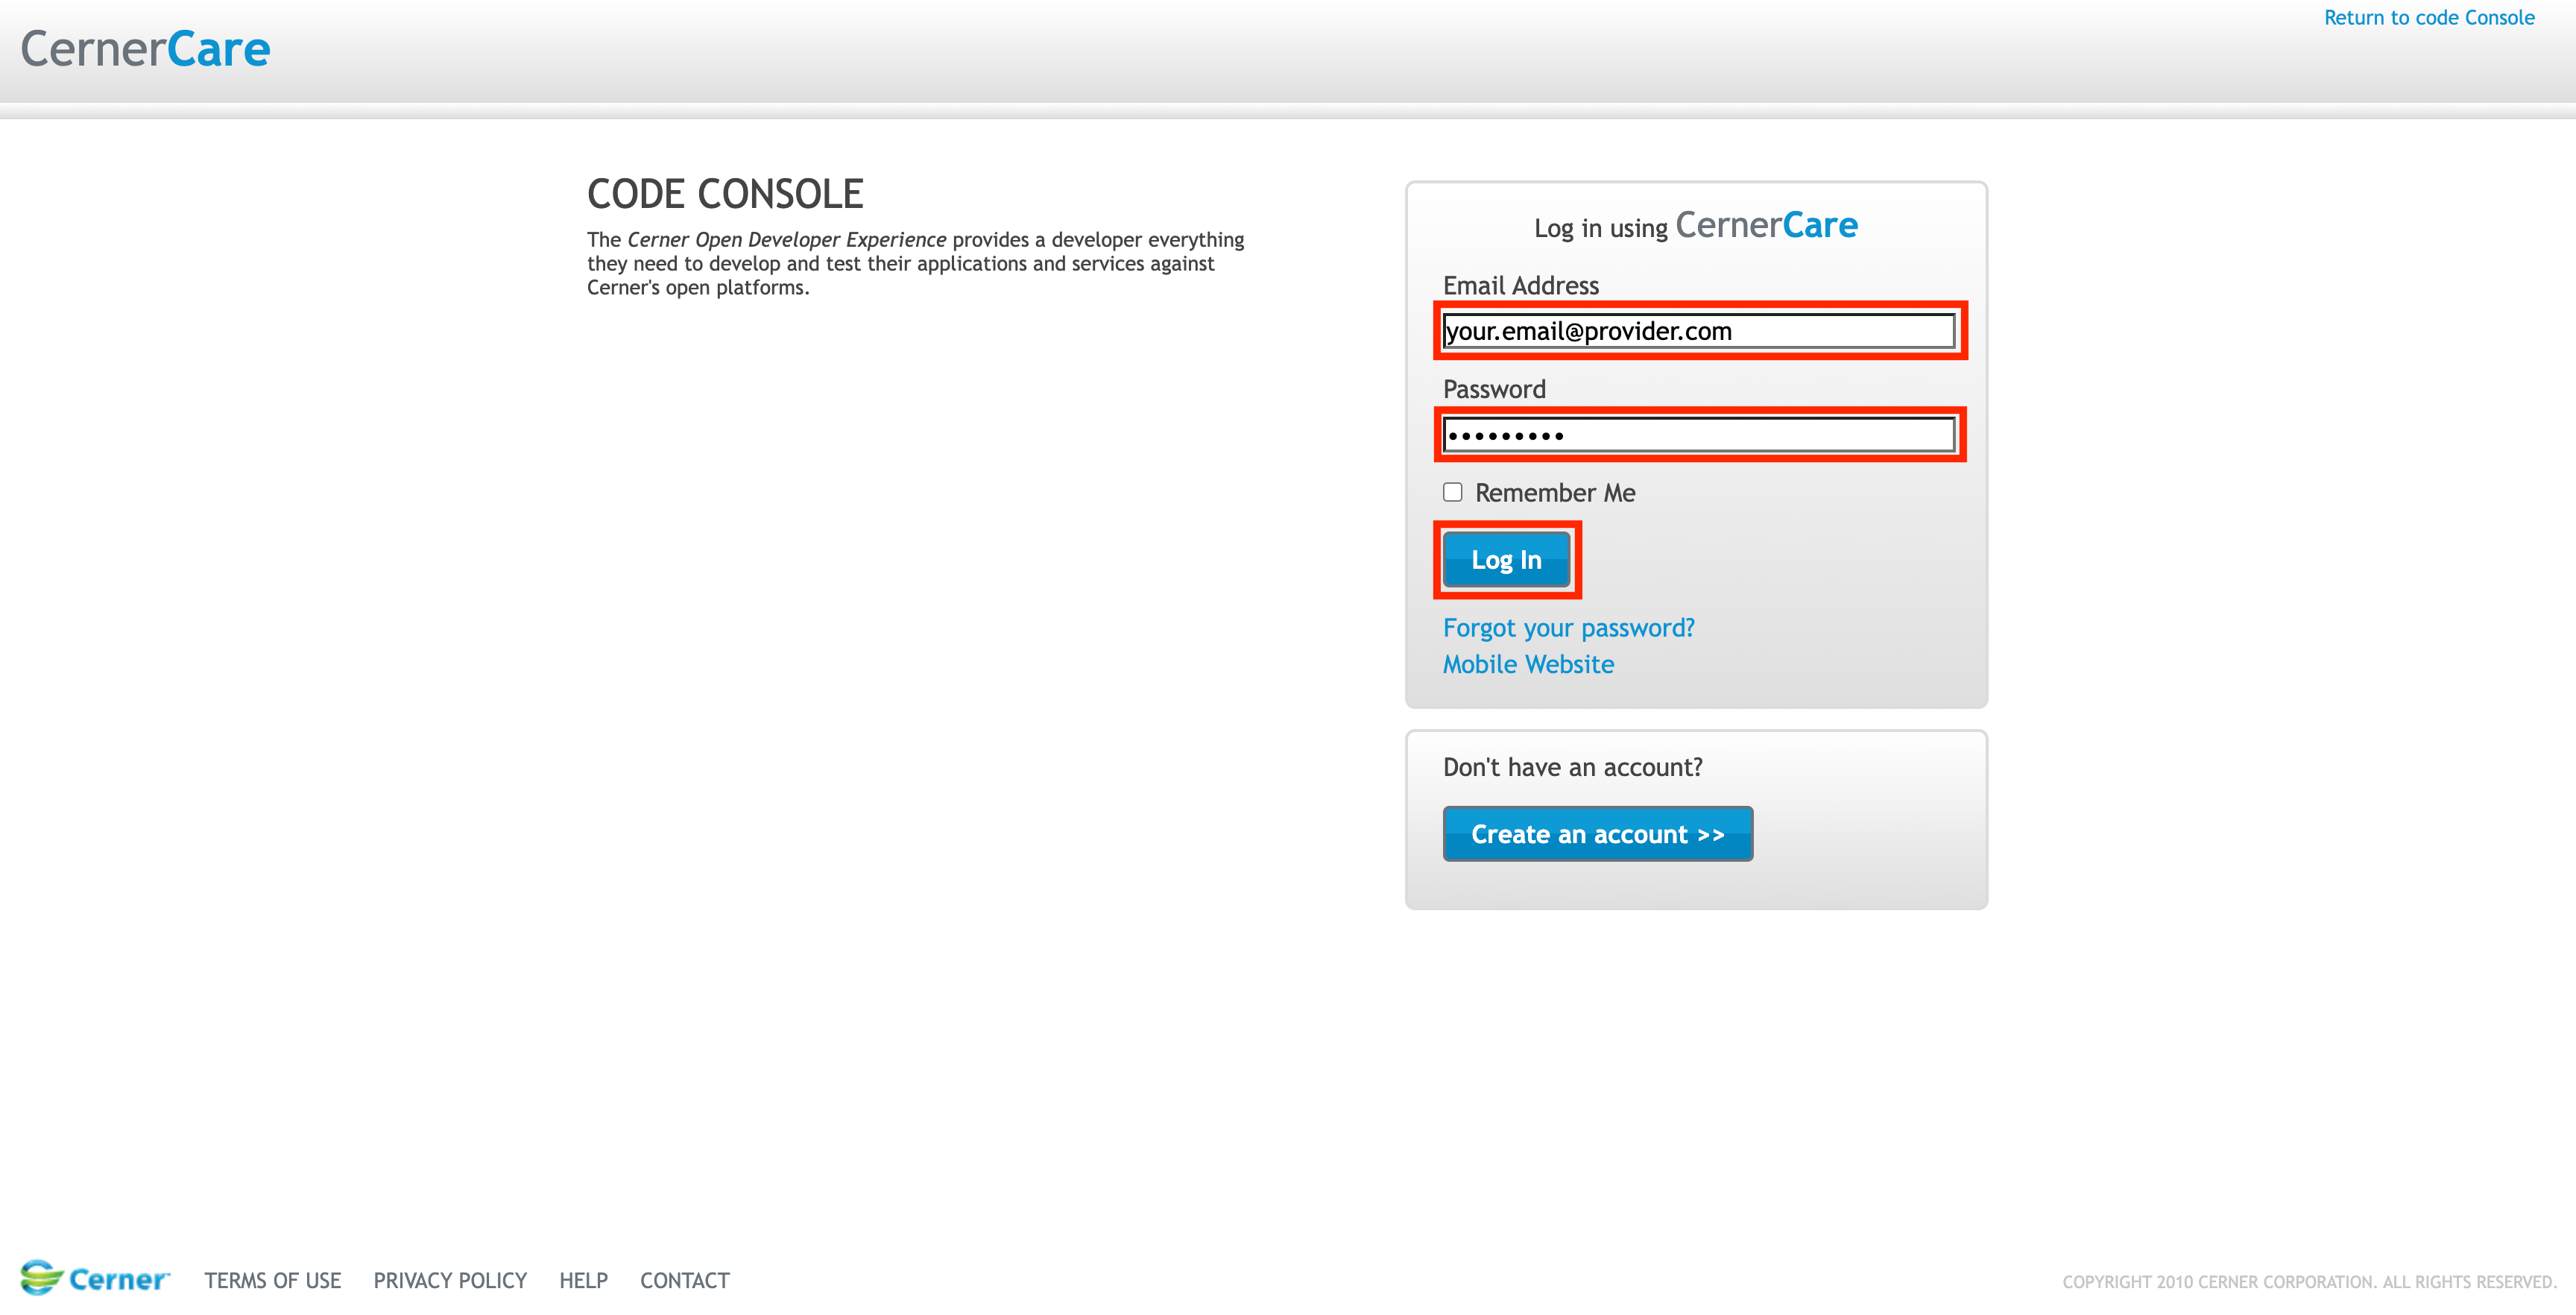 Return to code Console
CernerCare
CODE CONSOLE
The Cerner Open Developer Experience provides a developer everything
they need to develop and test their applications and services against
Cerner's open platforms.
Log in using CernerCare
Email Address
your.email@provider.com
Password
•••••••••
Remember Me
Log In
Forgot your password?
Mobile Website
Don't have an account?
Create an account >>
Cerner™ TERMS OF USE PRIVACY POLICY HELP CONTACT
COPYRIGHT 2010 CERNER CORPORATION. ALL RIGHTS RESERVED.